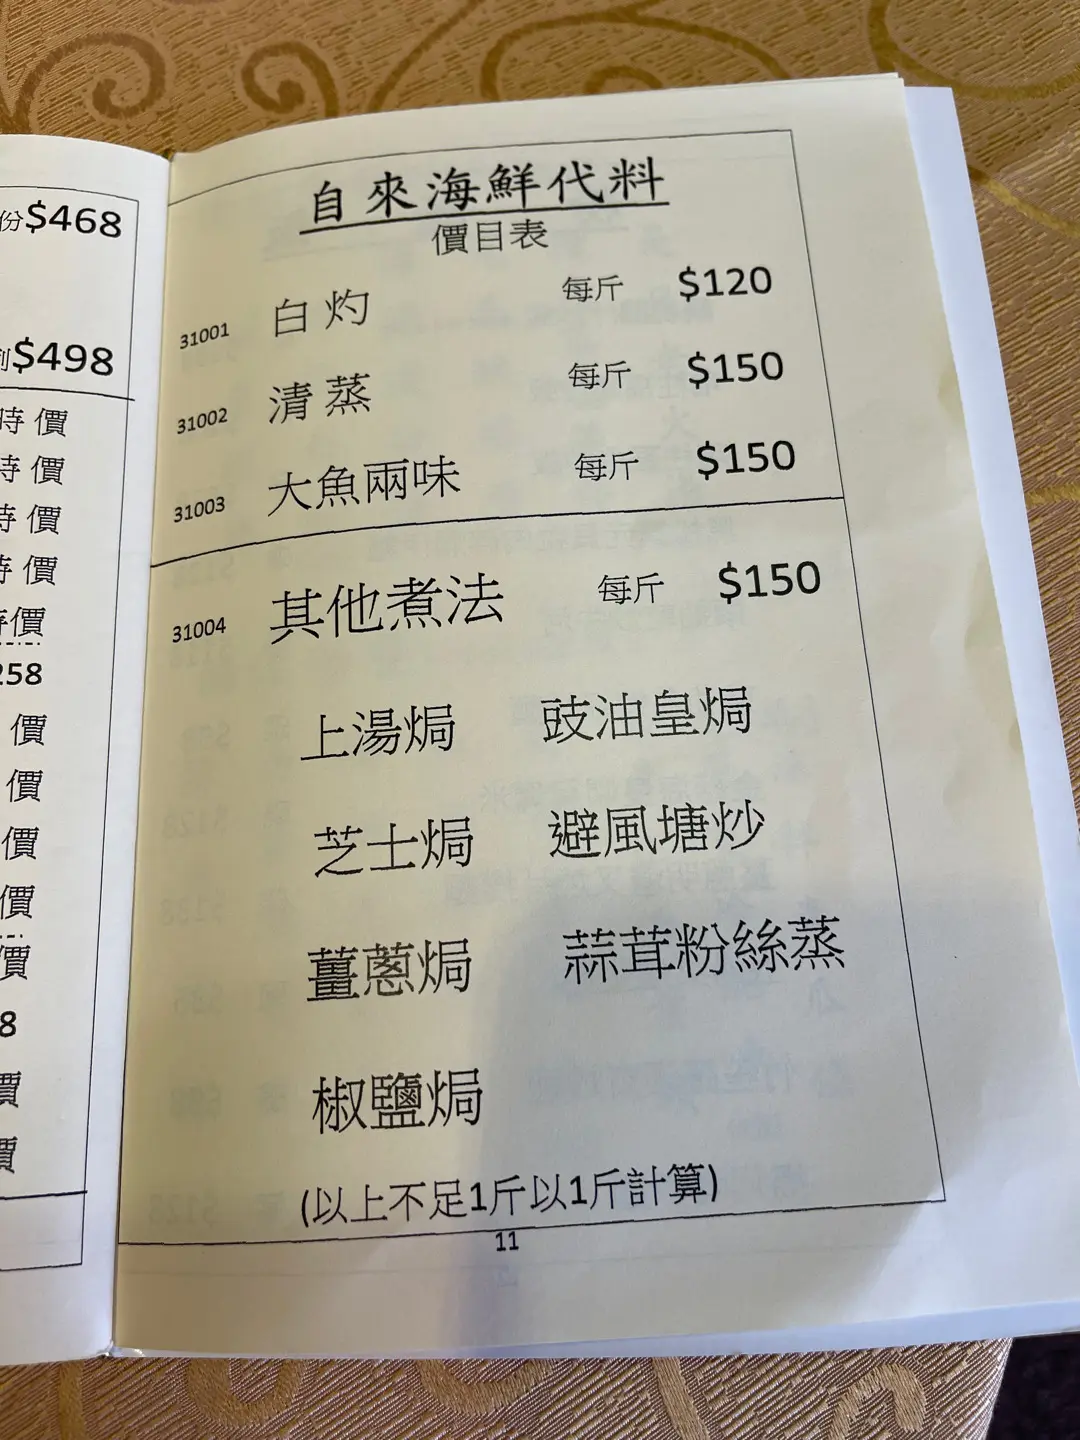 份$468
$498
時價
時價
時價
時價
時價
258
價
價
價
價
價
8
價
價
自來海鮮代料
價目表
31001 白灼 每斤 $120
31002 清蒸 每斤 $150
31003 大魚兩味 每斤 $150
31004 其他煮法 每斤 $150
上湯焗 豉油皇焗
芝士焗 避風塘炒
薑蔥焗 蒜茸粉絲蒸
椒鹽焗
(以上不足1斤以1斤計算)
11